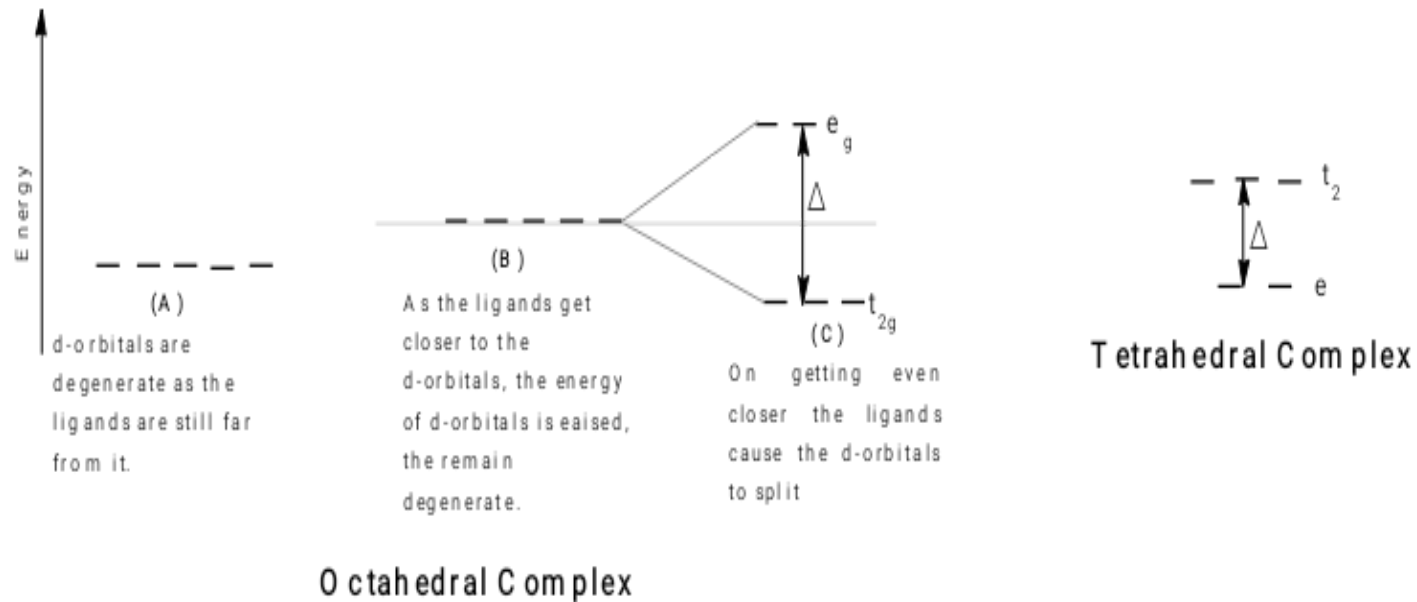 Energy
(A)
d-orbitals are
degenerate as the
ligands are still far
from it.
(B)
As the ligands get
closer to the
d-orbitals, the energy
of d-orbitals is eaised,
the remain
degenerate.
e g
Δ
t 2g
(C)
On getting even
closer the ligands
cause the d-orbitals
to split
Octahedral Complex
t 2
Δ
e
Tetrahedral Complex